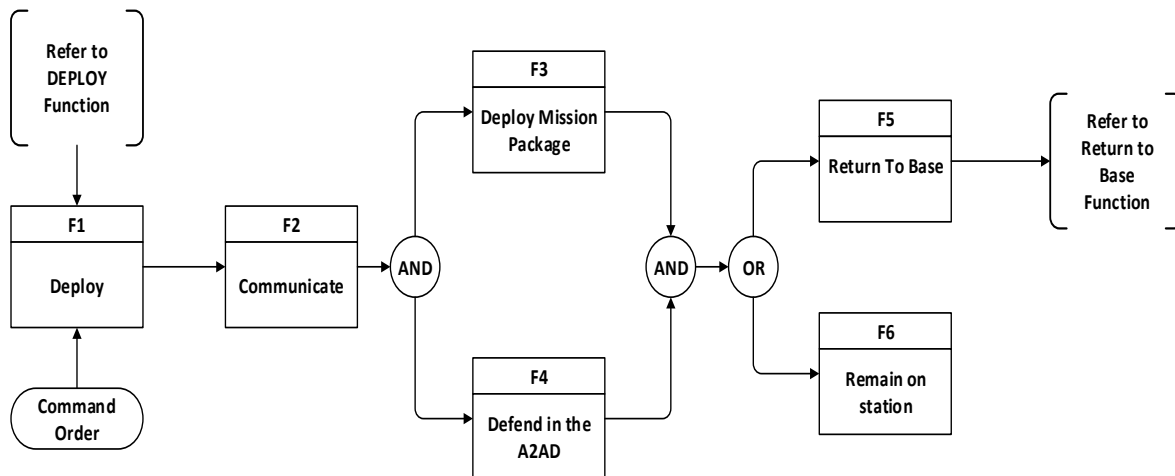 Refer to
DEPLOY
Function
F1
Deploy
Command
Order
F2
Communicate
AND
F3
Deploy Mission
Package
F4
Defend in the
A2AD
AND
OR
F5
Return To Base
F6
Remain on
station
Refer to
Return to
Base
Function